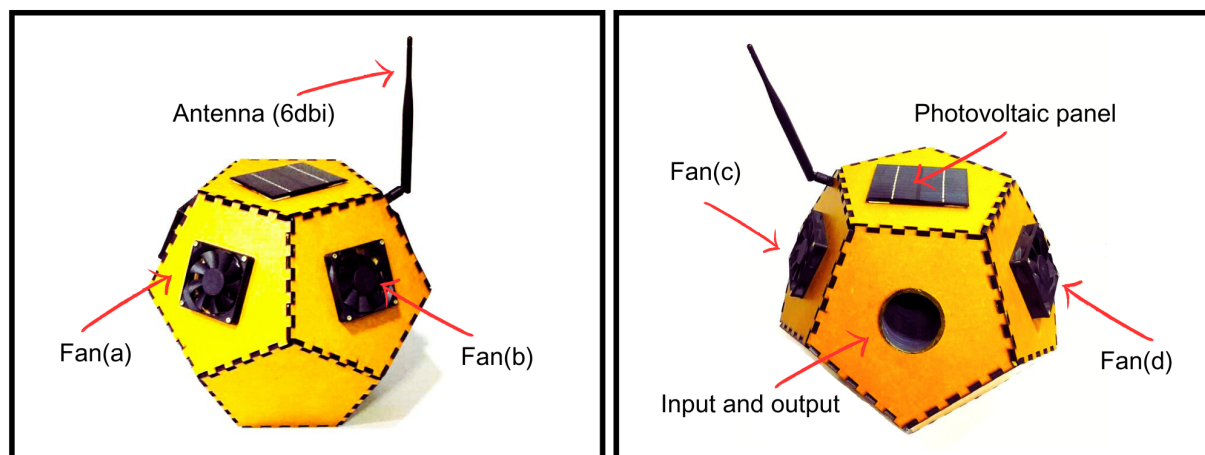 Antenna (6dbi)
Fan(a)
Fan(b)
Photovoltaic panel
Fan(c)
Fan(d)
Input and output